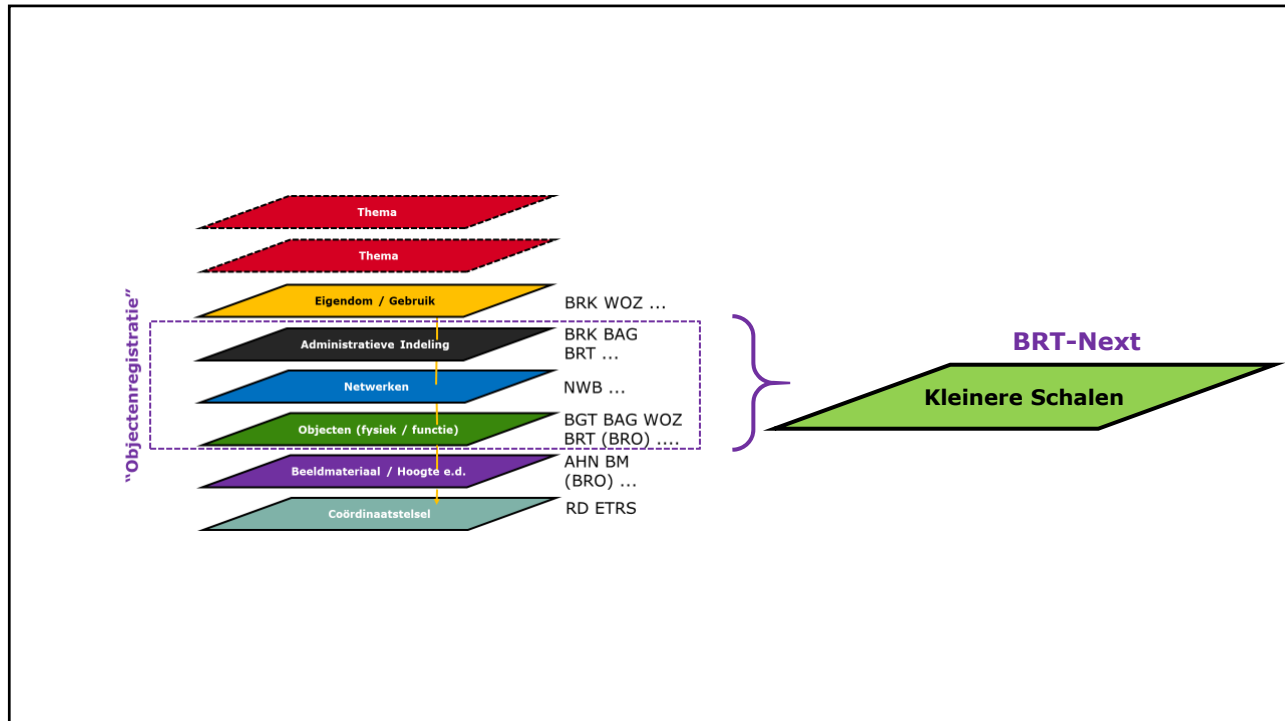 Thema
Thema
Eigendom / Gebruik
BRK WOZ ...
"Objectenregistratie"
Administratieve Indeling
BRK BAG
BRT ...
Netwerken
NWB ...
Objecten (fysiek / functie)
BGT BAG WOZ
BRT (BRO) ....
Beeldmateriaal / Hoogte e.d.
AHN BM
(BRO) ...
Coördinaatstelsel
RD ETRS
BRT-Next
Kleinere Schalen